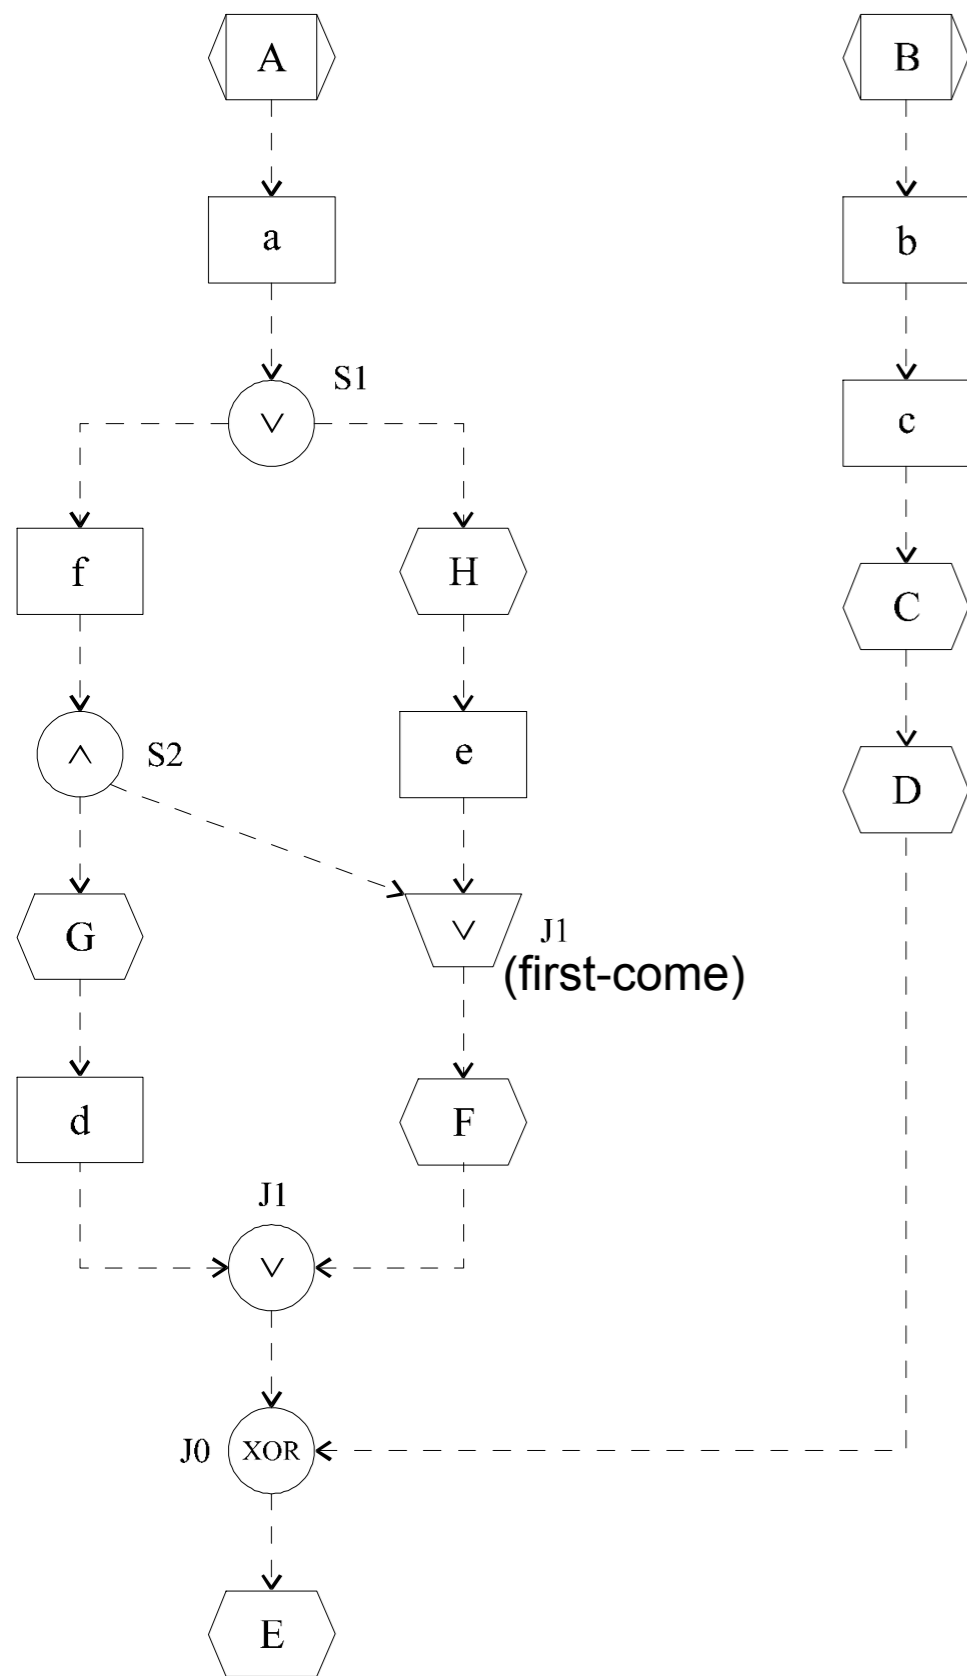 A
B
a
b
S1
∨
c
f
H
C
∧
S2
e
D
G
∨
J1
(first-come)
d
F
J1
∨
J0
XOR
E